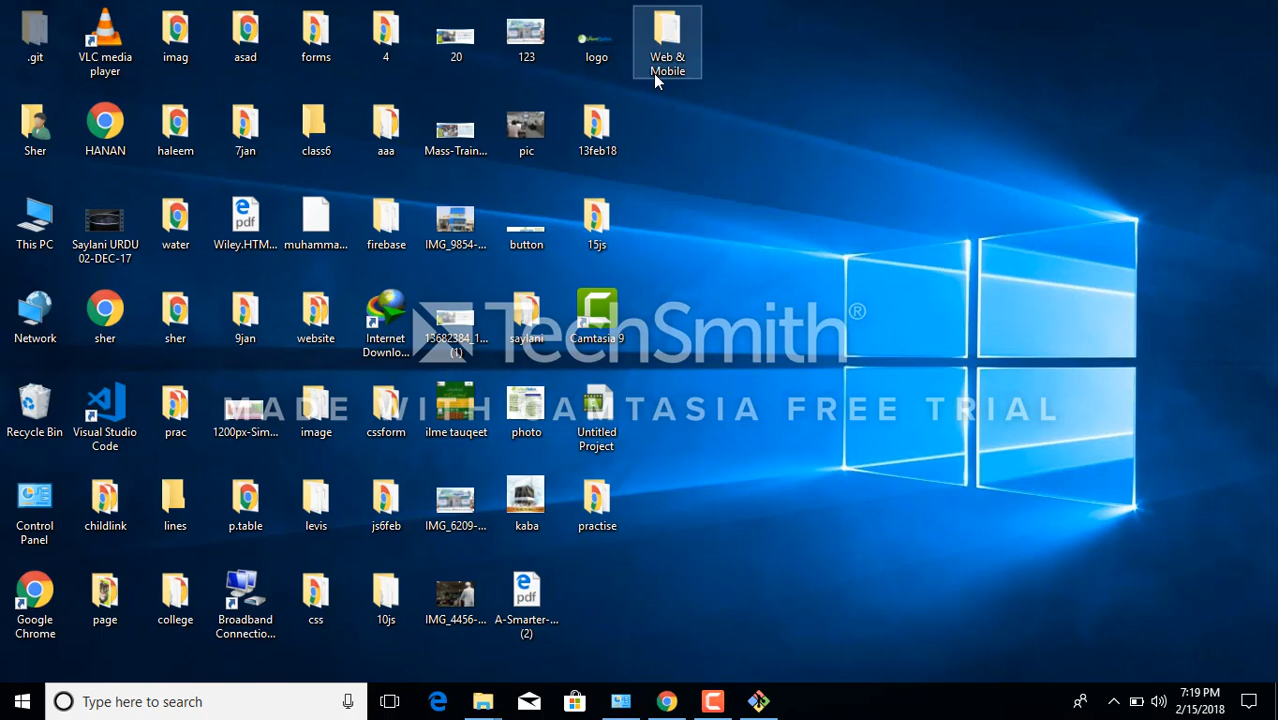 .git
VLC media
player
imag
asad
forms
4
20
123
logo
Web &
Mobile
Sher
HANAN
haleem
7jan
class6
aaa
Mass-Train...
pic
13feb18
This PC
Saylani URDU
02-DEC-17
water
Wiley.HTM...
muhamma...
firebase
IMG_9854-...
button
15js
Network
sher
sher
9jan
website
Internet
Downlo...
13682384_1...
(1)
saylani
Camtasia 9
TechSmith®
MADE WITH CAMTASIA FREE TRIAL
Recycle Bin
Visual Studio
Code
prac
1200px-Sim...
image
cssform
ilme tauqeet
photo
Untitled
Project
Control
Panel
childlink
lines
p.table
levis
js6feb
IMG_6209-...
kaba
practise
Google
Chrome
page
college
Broadband
Connectio...
css
10js
IMG_4456-...
A-Smarter-...
(2)
Type here to search
7:19 PM
2/15/2018